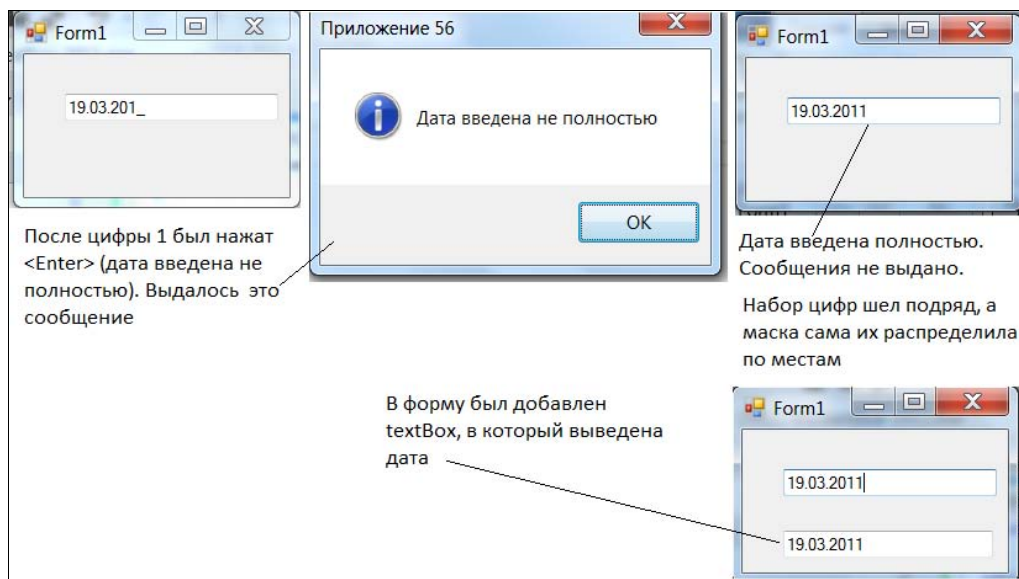 Form1
19.03.201_
После цифры 1 был нажат
<Enter> (дата введена не
полностью). Выдалось это
сообщение
Приложение 56
Дата введена не полностью
OK
Form1
19.03.2011
Дата введена полностью.
Сообщения не выдано.
Набор цифр шел подряд, а
маска сама их распределила
по местам
В форму был добавлен
textBox, в который выведена
дата
Form1
19.03.2011
19.03.2011